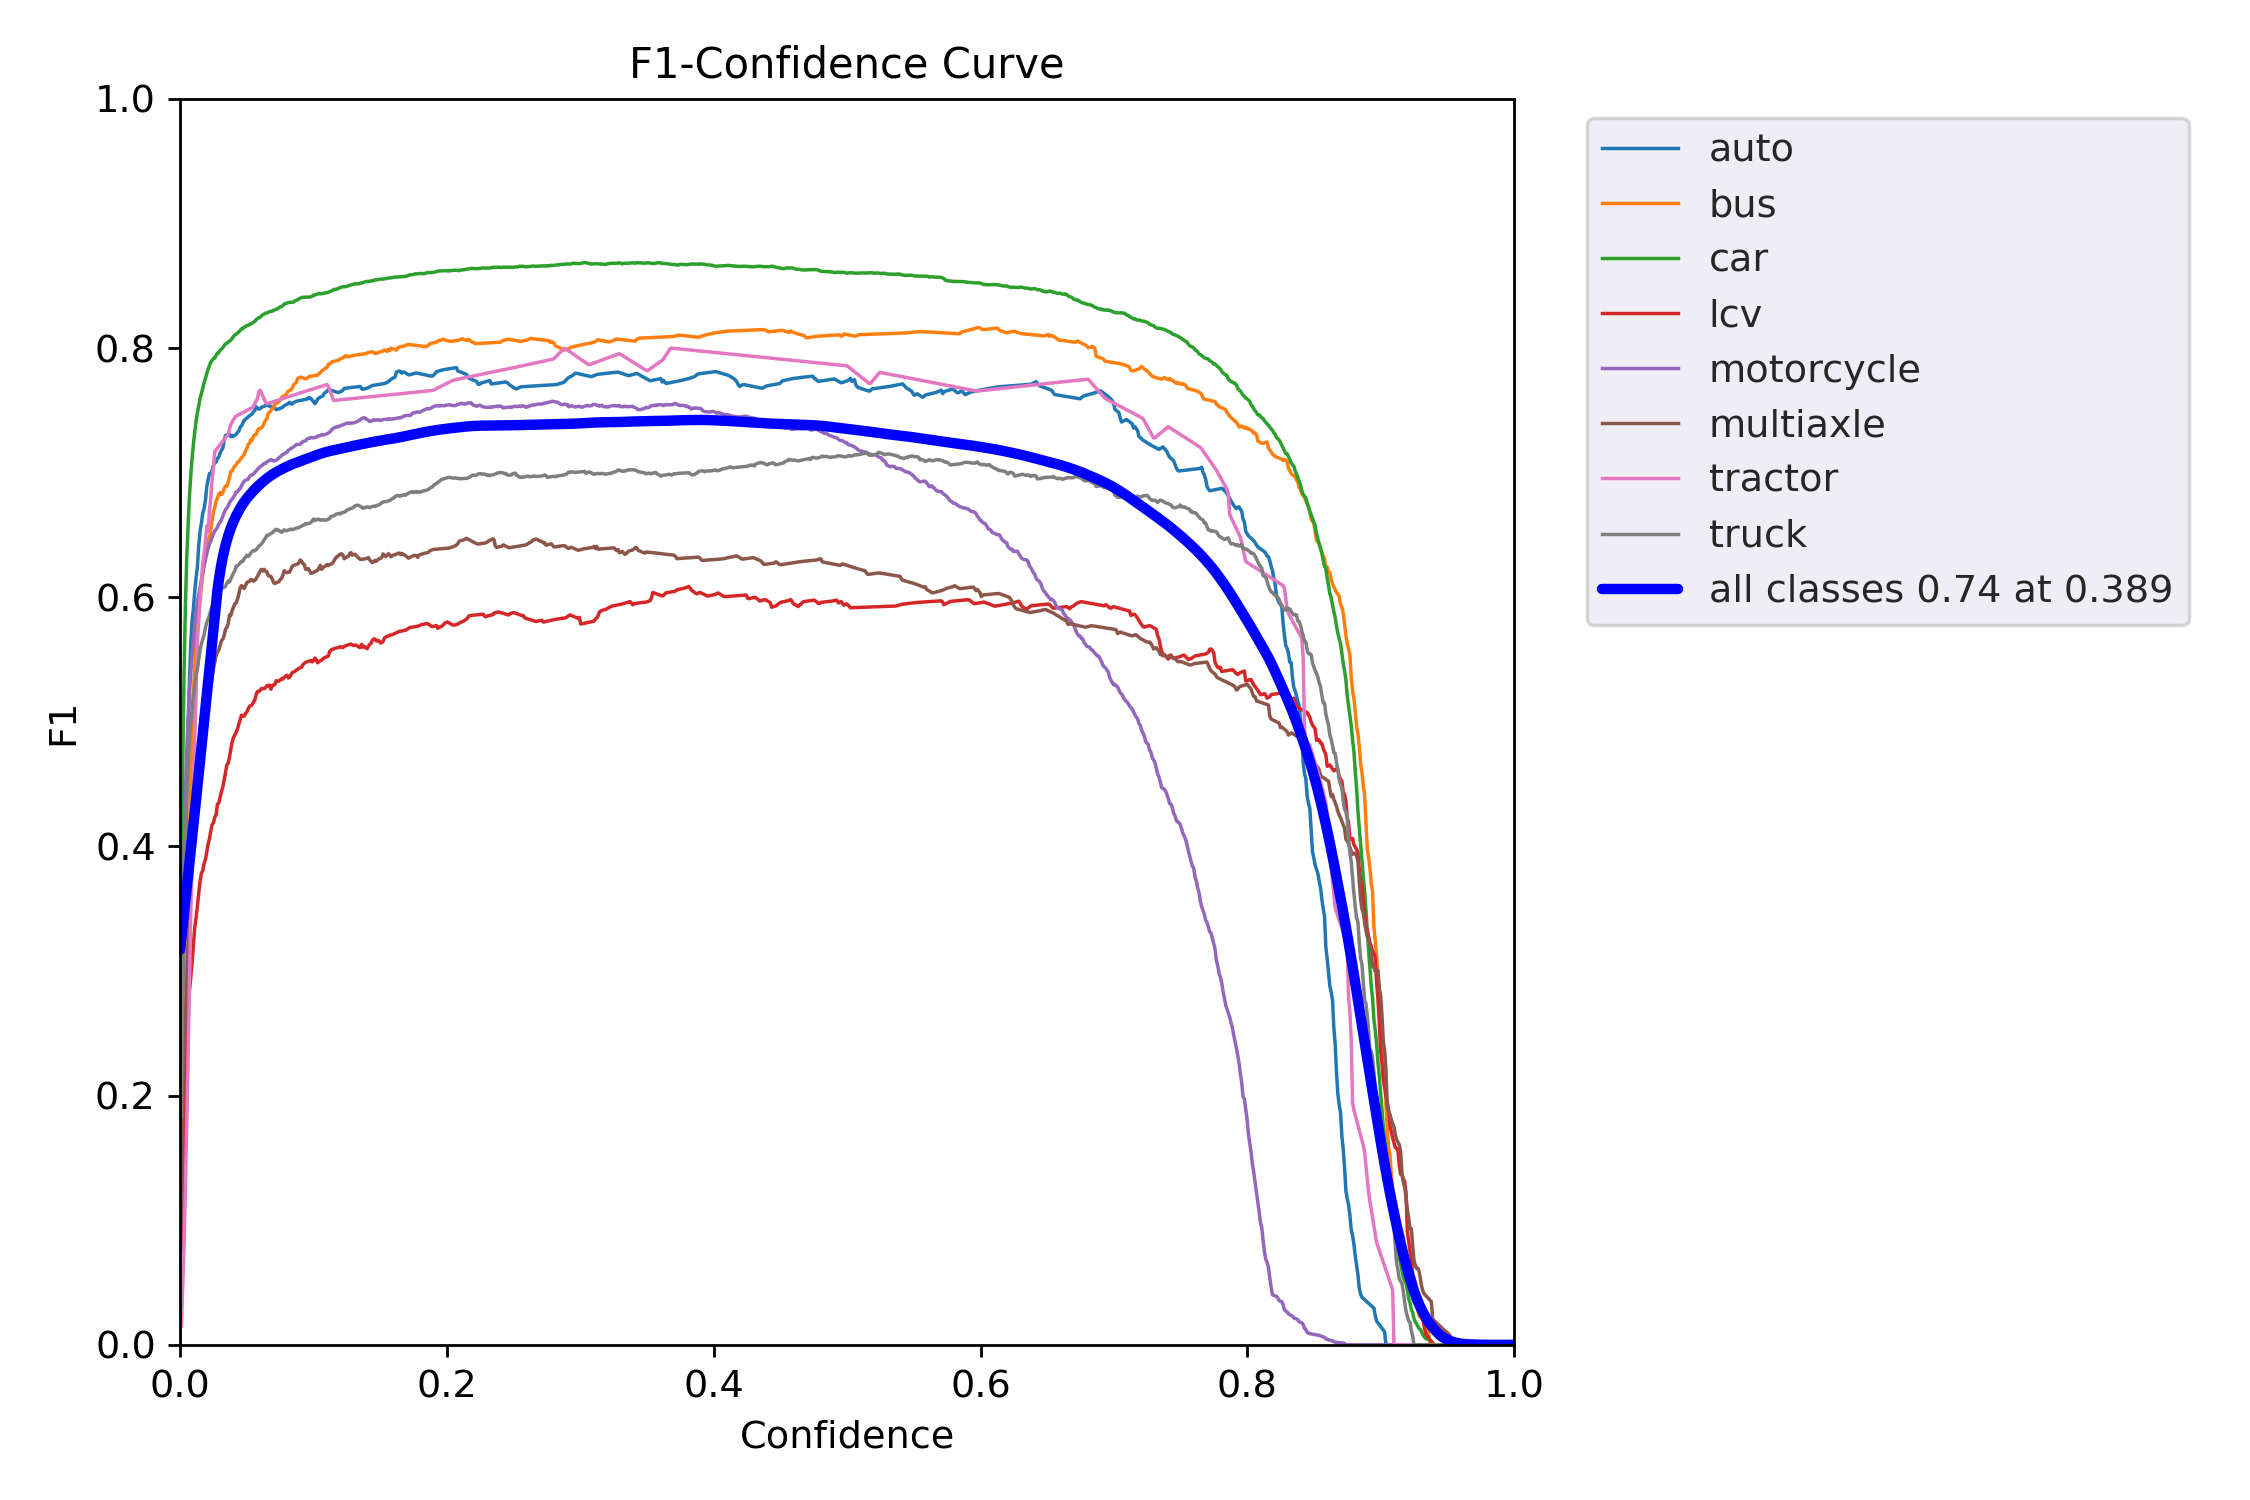 F1-Confidence Curve
1.0
0.8
0.6
0.4
0.2
0.0
F1
0.0 0.2 0.4 0.6 0.8 1.0
Confidence
auto
bus
car
lcv
motorcycle
multiaxle
tractor
truck
all classes 0.74 at 0.389